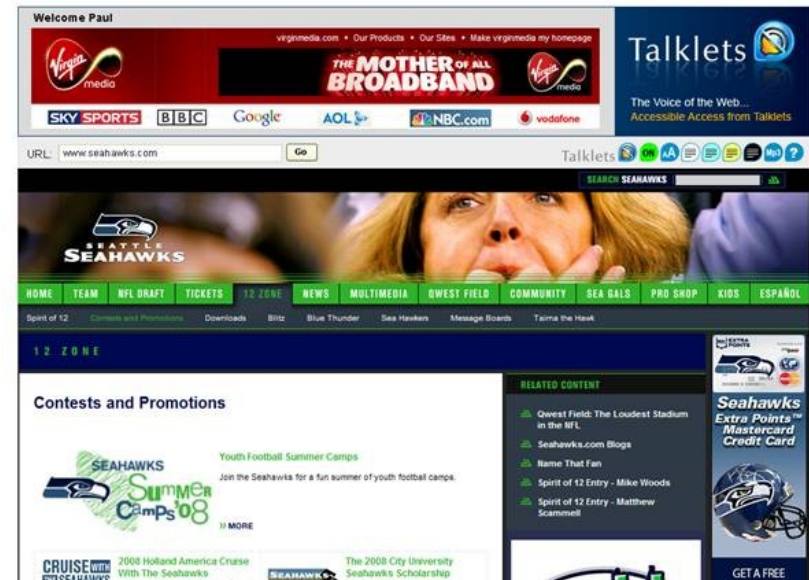 Welcome Paul
virginmedia.com • Our Products • Our Sites • Make virginmedia my homepage
Virgin media
THE MOTHER OF ALL BROADBAND
Virgin media
Talklets
The Voice of the Web...
Accessible Access from Talklets
SKY SPORTS BBC Google AOL NBC.com vodafone
URL: www.seahawks.com Go
Talklets ON AA Mp3 ?
SEARCH SEAHAWKS
SEATTLE SEAHAWKS
HOME TEAM NFL DRAFT TICKETS 12 ZONE NEWS MULTIMEDIA QWEST FIELD COMMUNITY SEA GALS PRO SHOP KIDS ESPAÑOL
Spirit of 12 Contests and Promotions Downloads Blitz Blue Thunder Sea Hawkers Message Boards Taima the Hawk
12 ZONE
Contests and Promotions
SEAHAWKS
SUMMER
CAMPS '08
Youth Football Summer Camps
Join the Seahawks for a fun summer of youth football camps.
» MORE
CRUISE WITH
2008 Holland America Cruise
With The Seahawks
SEAHAWKS
The 2008 City University
Seahawks Scholarship
RELATED CONTENT
Qwest Field: The Loudest Stadium
in the NFL
Seahawks.com Blogs
Name That Fan
Spirit of 12 Entry - Mike Woods
Spirit of 12 Entry - Matthew
Scammell
EXTRA POINTS
Seahawks
Extra Points™
Mastercard
Credit Card
GET A FREE